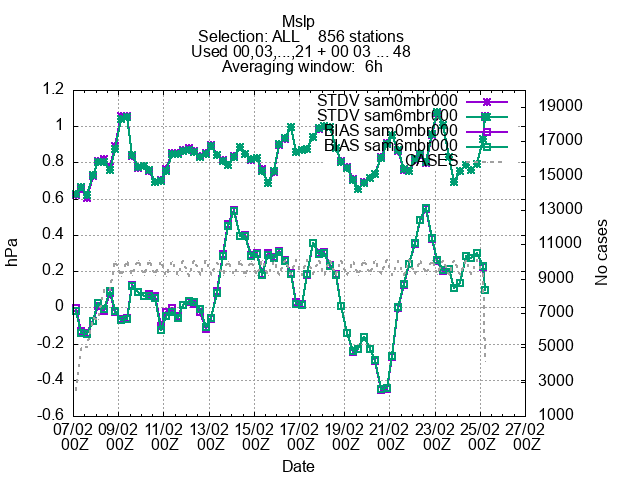 Mslp
Selection: ALL 856 stations
Used 00,03,...,21 + 00 03 ... 48
Averaging window: 6h
STDV sam0mbr000
STDV sam6mbr000
BIAS sam0mbr000
BIAS sam6mbr000
CASES
1.2
1
0.8
0.6
0.4
0.2
0
-0.2
-0.4
-0.6
hPa
19000
17000
15000
13000
11000
9000
7000
5000
3000
1000
No cases
07/02 09/02 11/02 13/02 15/02 17/02 19/02 21/02 23/02 25/02 27/02
00Z 00Z 00Z 00Z 00Z 00Z 00Z 00Z 00Z 00Z 00Z
Date